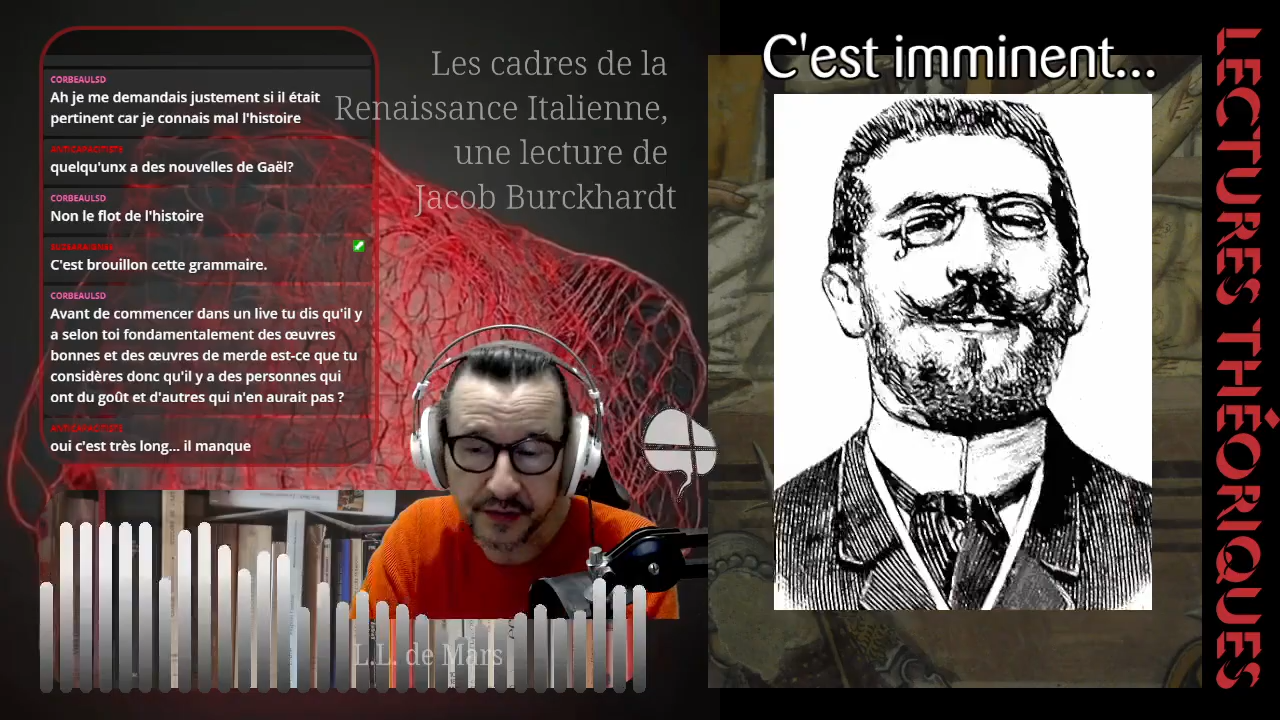 CORBEAULSD
Ah je me demandais justement si il était
pertinent car je connais mal l'histoire
ANTICAPACITISTE
quelqu'unx a des nouvelles de Gaël?
CORBEAULSD
Non le flot de l'histoire
C'est brouillon cette grammaire.
CORBEAULSD
Avant de commencer dans un live tu dis qu'il y
a selon toi fondamentalement des œuvres
bonnes et des œuvres de merde est-ce que tu
considères donc qu'il y a des personnes qui
ont du goût et d'autres qui n'en aurait pas ?
ANTICAPACITISTE
oui c'est très long... il manque
Les cadres de la
Renaissance Italienne,
une lecture de
Jacob Burckhardt
L.L. de Mars
C'est imminent...
LECTURES THÉORIQUES